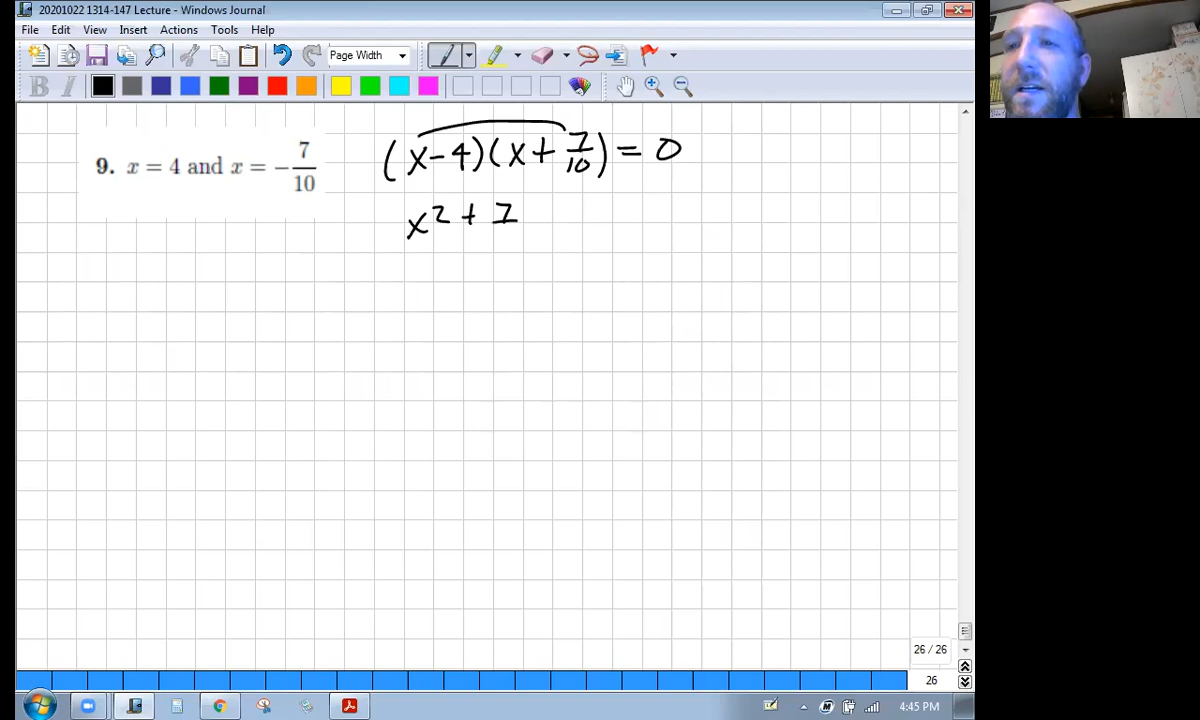 20201022 1314-147 Lecture - Windows Journal
File Edit View Insert Actions Tools Help
Page Width
B I
9. x = 4 and x = -7/10
(x-4)(x+7/10) = 0
x² + 7
26 / 26
26
4:45 PM